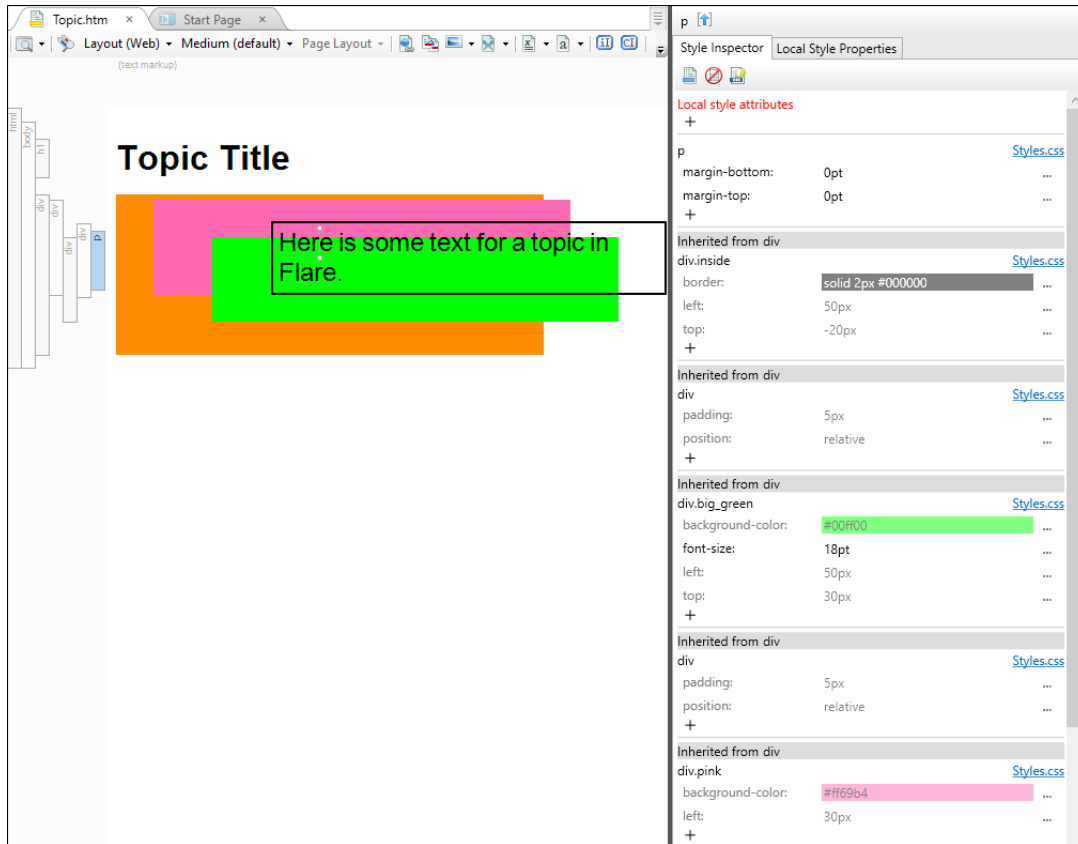 Topic.htm × Start Page ×
Layout (Web) Medium (default) Page Layout
(text markup)
html
body
h1
div
div
div
div
p
Topic Title
Here is some text for a topic in
Flare.
p
Style Inspector Local Style Properties
Local style attributes
+
p Styles.css
margin-bottom: 0pt ...
margin-top: 0pt ...
+
Inherited from div
div.inside Styles.css
border: solid 2px #000000 ...
left: 50px ...
top: -20px ...
+
Inherited from div
div Styles.css
padding: 5px ...
position: relative ...
+
Inherited from div
div.big_green Styles.css
background-color: #00ff00 ...
font-size: 18pt ...
left: 50px ...
top: 30px ...
+
Inherited from div
div Styles.css
padding: 5px ...
position: relative ...
+
Inherited from div
div.pink Styles.css
background-color: #ff69b4 ...
left: 30px ...
+